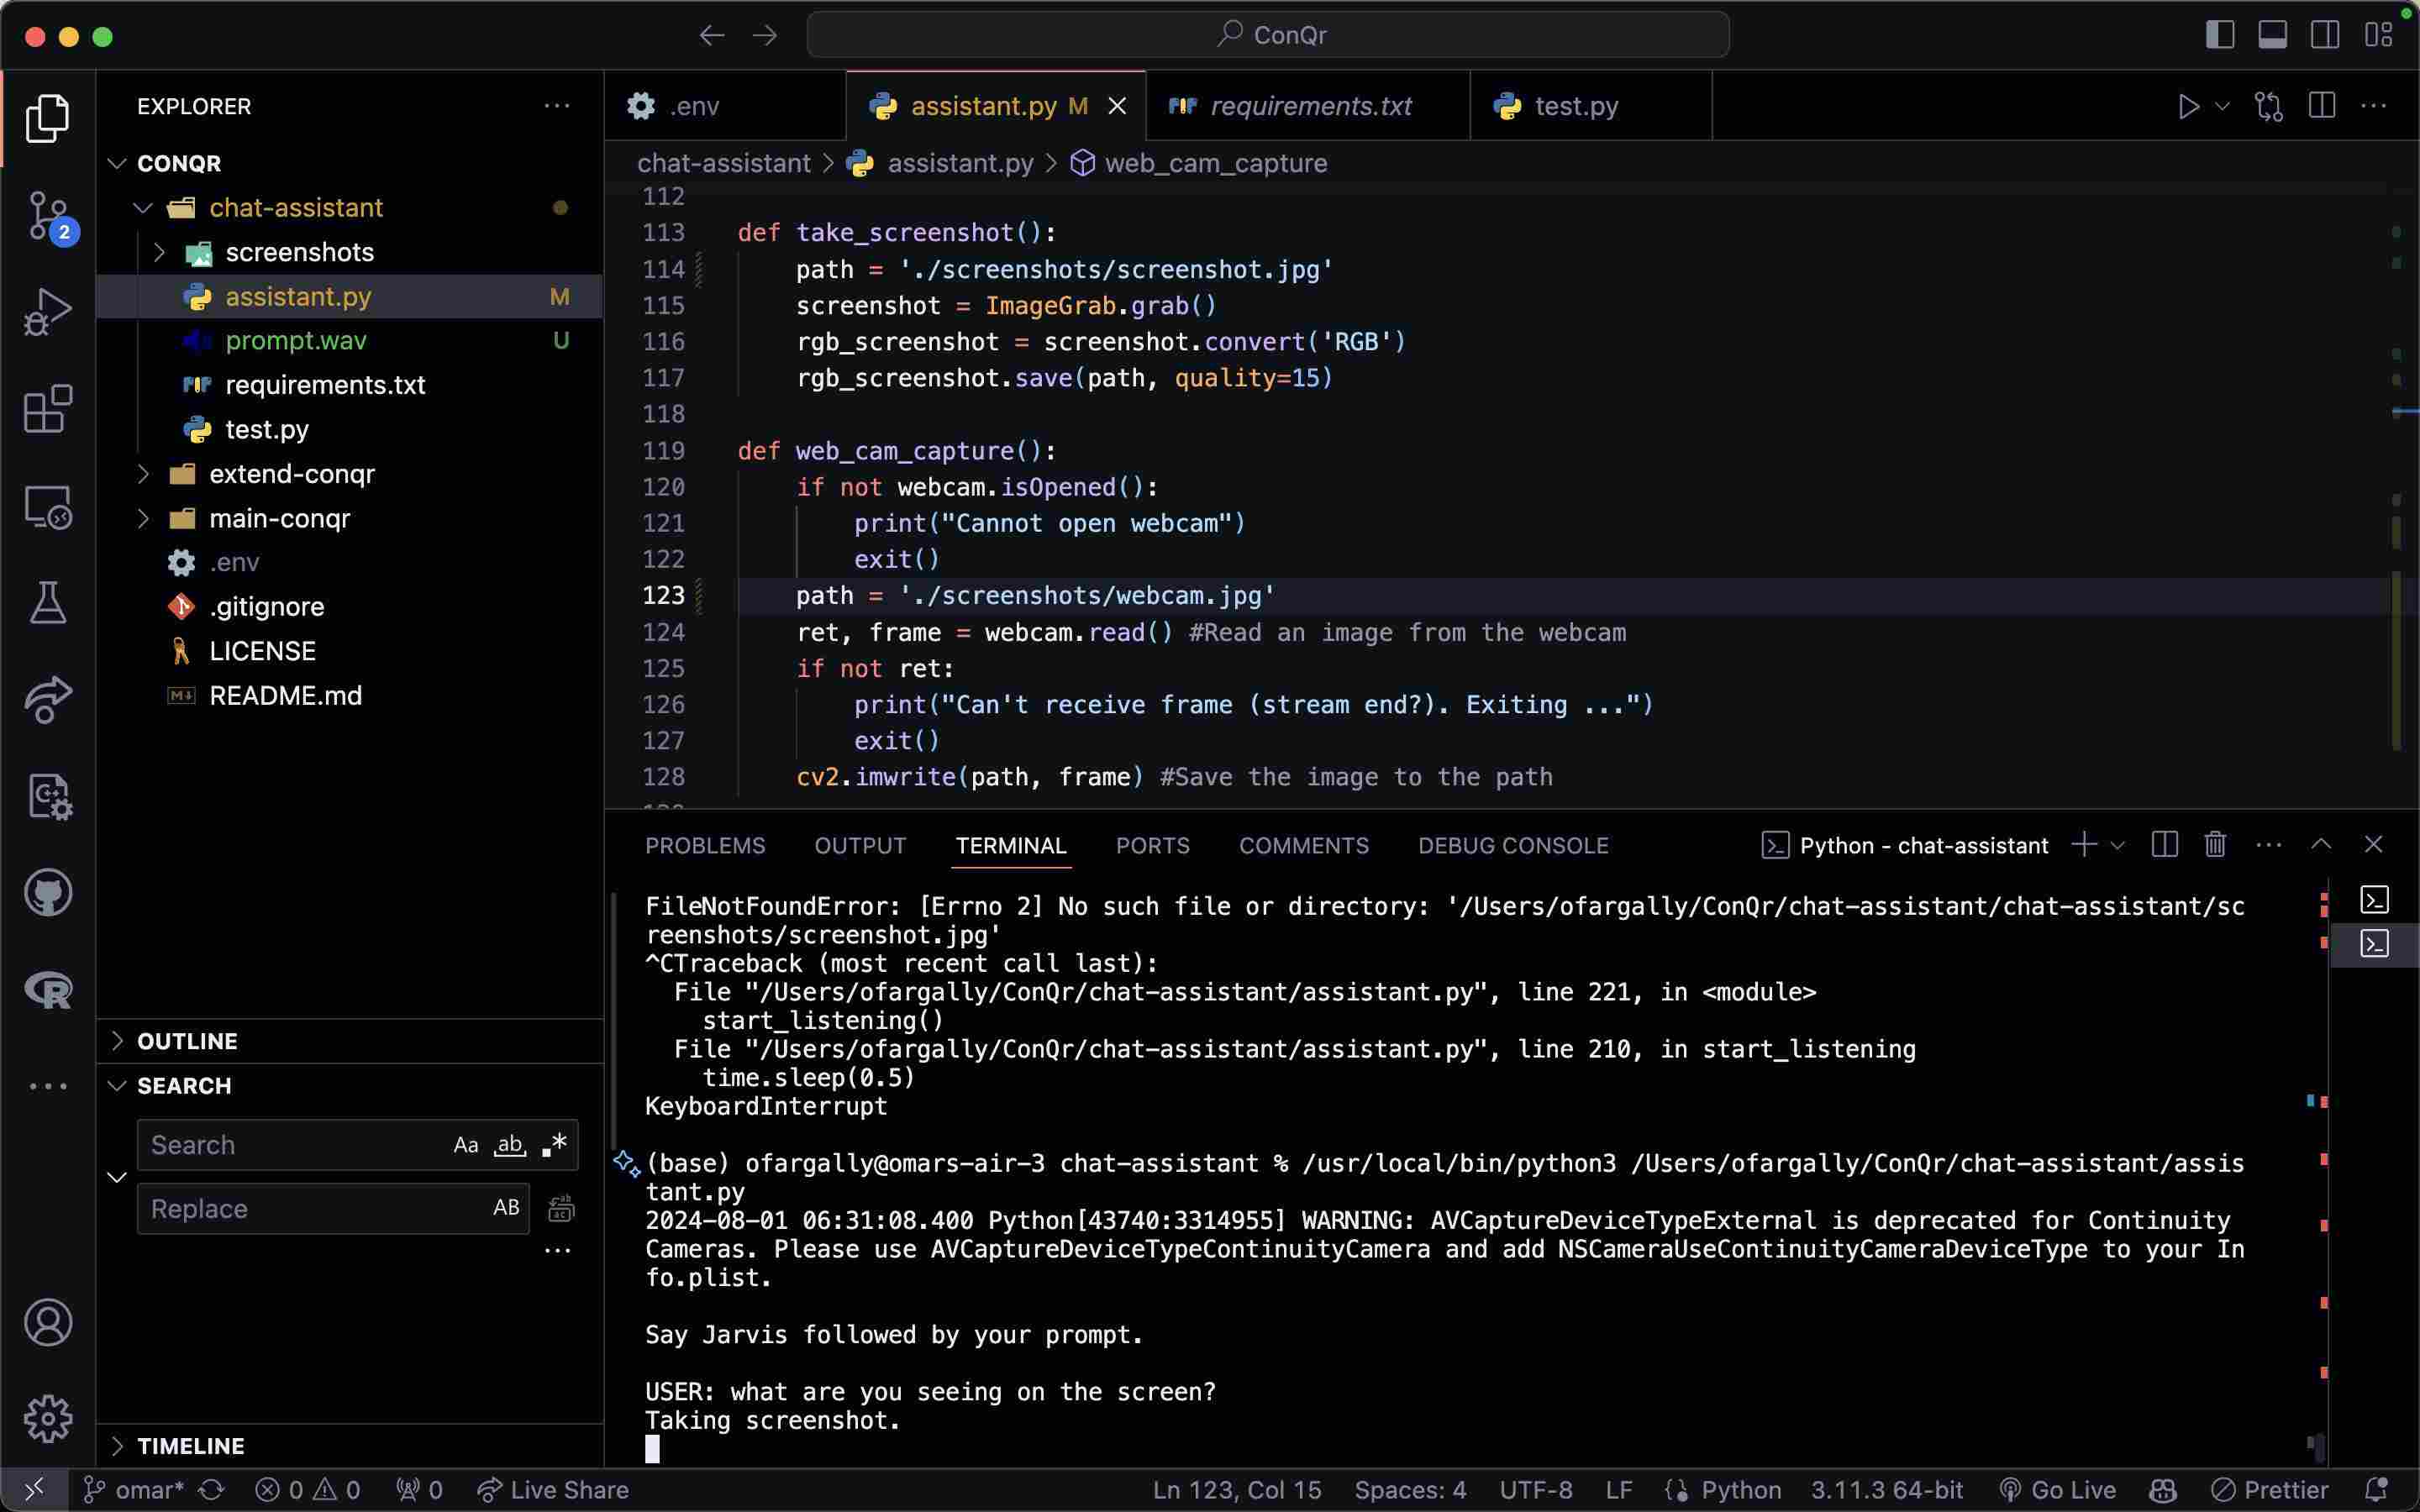 ConQr
EXPLORER
CONQR
chat-assistant
screenshots
assistant.py M
prompt.wav U
requirements.txt
test.py
extend-conqr
main-conqr
.env
.gitignore
LICENSE
README.md
OUTLINE
SEARCH
Search Aa ab
Replace AB
TIMELINE
2
.env assistant.py M requirements.txt test.py
chat-assistant > assistant.py > web_cam_capture
112
113 def take_screenshot():
114 path = './screenshots/screenshot.jpg'
115 screenshot = ImageGrab.grab()
116 rgb_screenshot = screenshot.convert('RGB')
117 rgb_screenshot.save(path, quality=15)
118
119 def web_cam_capture():
120 if not webcam.isOpened():
121 print("Cannot open webcam")
122 exit()
123 path = './screenshots/webcam.jpg'
124 ret, frame = webcam.read() #Read an image from the webcam
125 if not ret:
126 print("Can't receive frame (stream end?). Exiting ...")
127 exit()
128 cv2.imwrite(path, frame) #Save the image to the path
PROBLEMS OUTPUT TERMINAL PORTS COMMENTS DEBUG CONSOLE Python - chat-assistant
FileNotFoundError: [Errno 2] No such file or directory: '/Users/ofargally/ConQr/chat-assistant/chat-assistant/sc
reenshots/screenshot.jpg'
^CTraceback (most recent call last):
File "/Users/ofargally/ConQr/chat-assistant/assistant.py", line 221, in <module>
start_listening()
File "/Users/ofargally/ConQr/chat-assistant/assistant.py", line 210, in start_listening
time.sleep(0.5)
KeyboardInterrupt
(base) ofargally@omars-air-3 chat-assistant % /usr/local/bin/python3 /Users/ofargally/ConQr/chat-assistant/assis
tant.py
2024-08-01 06:31:08.400 Python[43740:3314955] WARNING: AVCaptureDeviceTypeExternal is deprecated for Continuity
Cameras. Please use AVCaptureDeviceTypeContinuityCamera and add NSCameraUseContinuityCameraDeviceType to your In
fo.plist.
Say Jarvis followed by your prompt.
USER: what are you seeing on the screen?
Taking screenshot.
omar* 0 0 0 Live Share Ln 123, Col 15 Spaces: 4 UTF-8 LF Python 3.11.3 64-bit Go Live Prettier